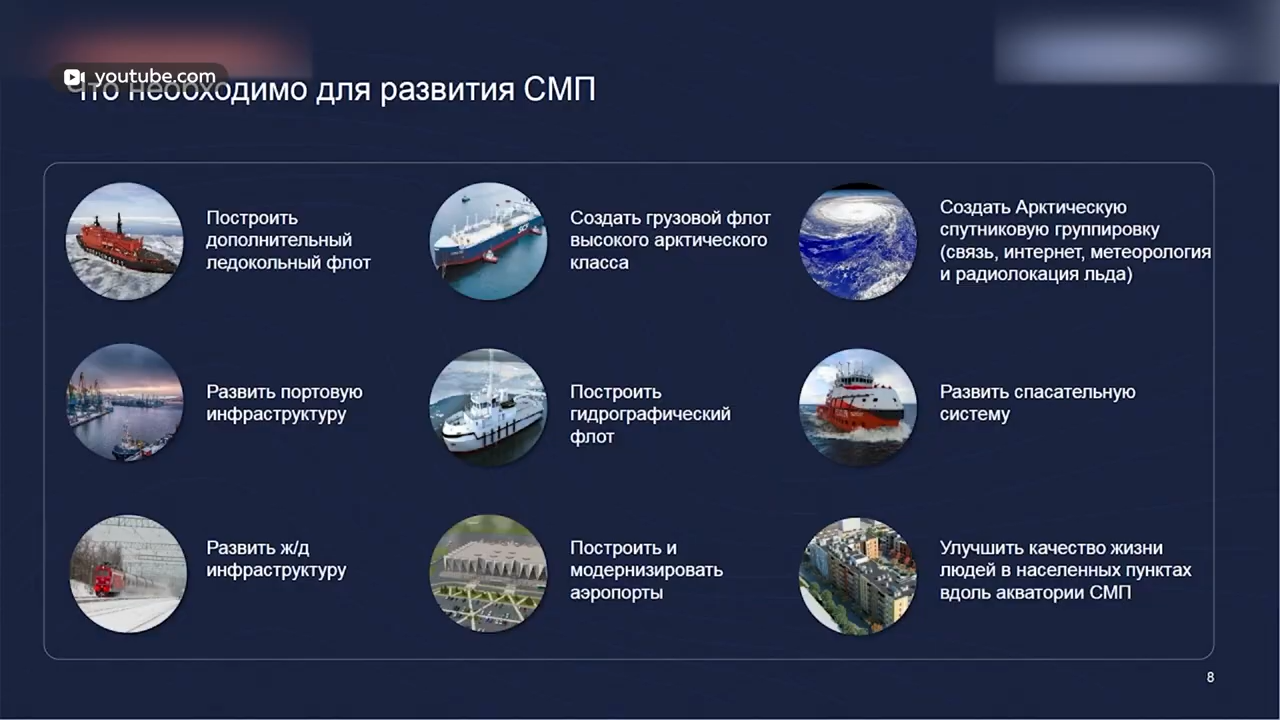 youtube.com
Что необходимо для развития СМП
Построить
дополнительный
ледокольный флот
Создать грузовой флот
высокого арктического
класса
Создать Арктическую
спутниковую группировку
(связь, интернет, метеорология
и радиолокация льда)
Развить портовую
инфраструктуру
Построить
гидрографический
флот
Развить спасательную
систему
Развить ж/д
инфраструктуру
Построить и
модернизировать
аэропорты
Улучшить качество жизни
людей в населенных пунктах
вдоль акватории СМП
8